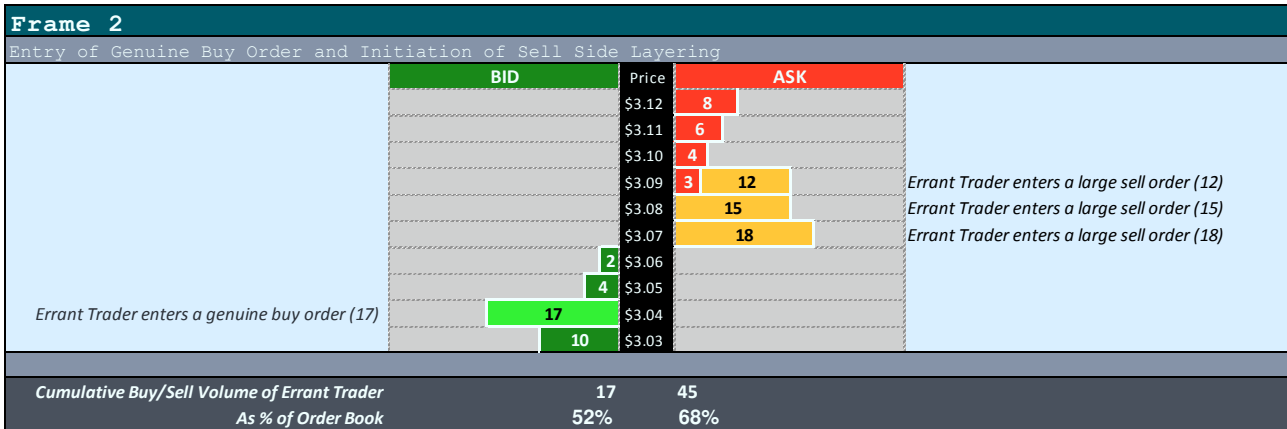 Frame 2
Entry of Genuine Buy Order and Initiation of Sell Side Layering
BID Price ASK
$3.12 8
$3.11 6
$3.10 4
$3.09 3 12 Errant Trader enters a large sell order (12)
$3.08 15 Errant Trader enters a large sell order (15)
$3.07 18 Errant Trader enters a large sell order (18)
2 $3.06
4 $3.05
Errant Trader enters a genuine buy order (17) 17 $3.04
10 $3.03
Cumulative Buy/Sell Volume of Errant Trader 17 45
As % of Order Book 52% 68%